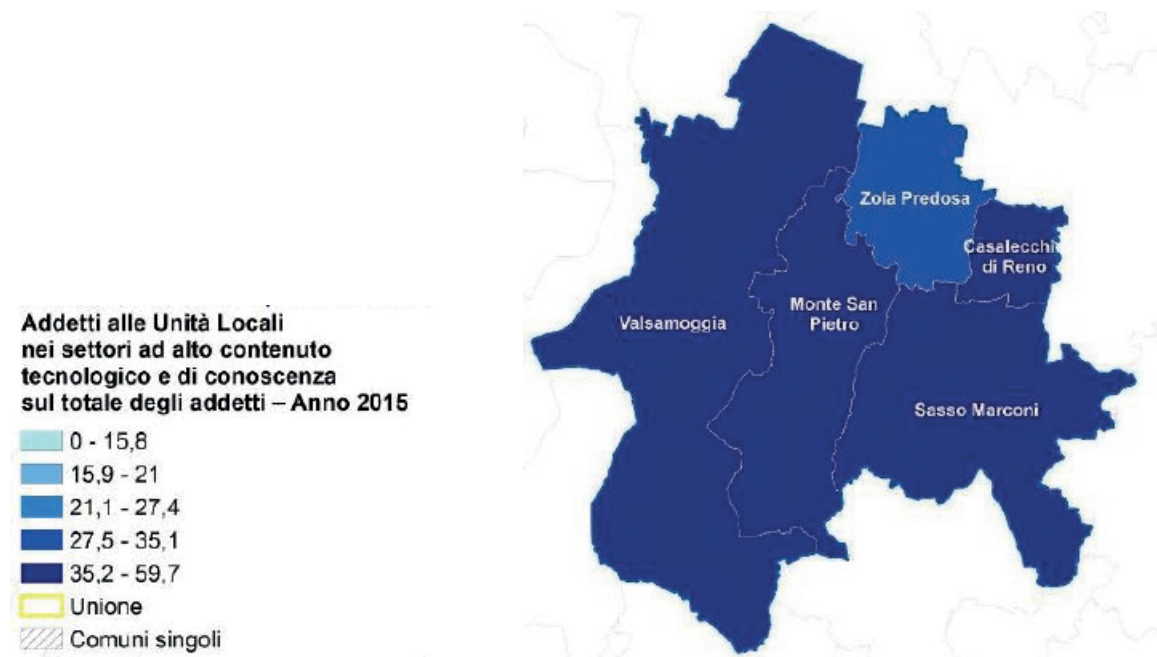 Addetti alle Unità Locali
nei settori ad alto contenuto
tecnologico e di conoscenza
sul totale degli addetti – Anno 2015
0 - 15,8
15,9 - 21
21,1 - 27,4
27,5 - 35,1
35,2 - 59,7
Unione
Comuni singoli
Zola Predosa
Casalecchi
di Reno
Monte San
Pietro
Valsamoggia
Sasso Marconi